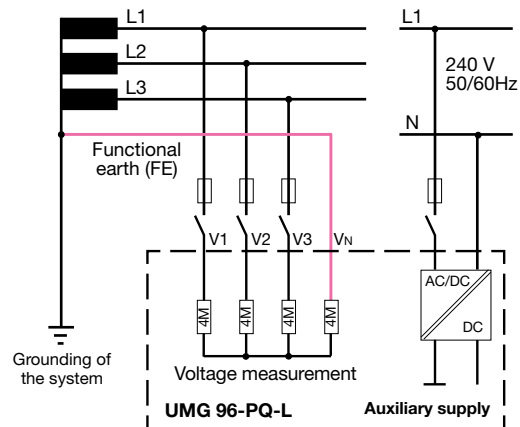 L1
L2
L3
L1
240 V
50/60Hz
N
Functional
earth (FE)
V1
V2
V3
VN
4M
4M
4M
4M
AC/DC
DC
Grounding of
the system
Voltage measurement
UMG 96-PQ-L
Auxiliary supply